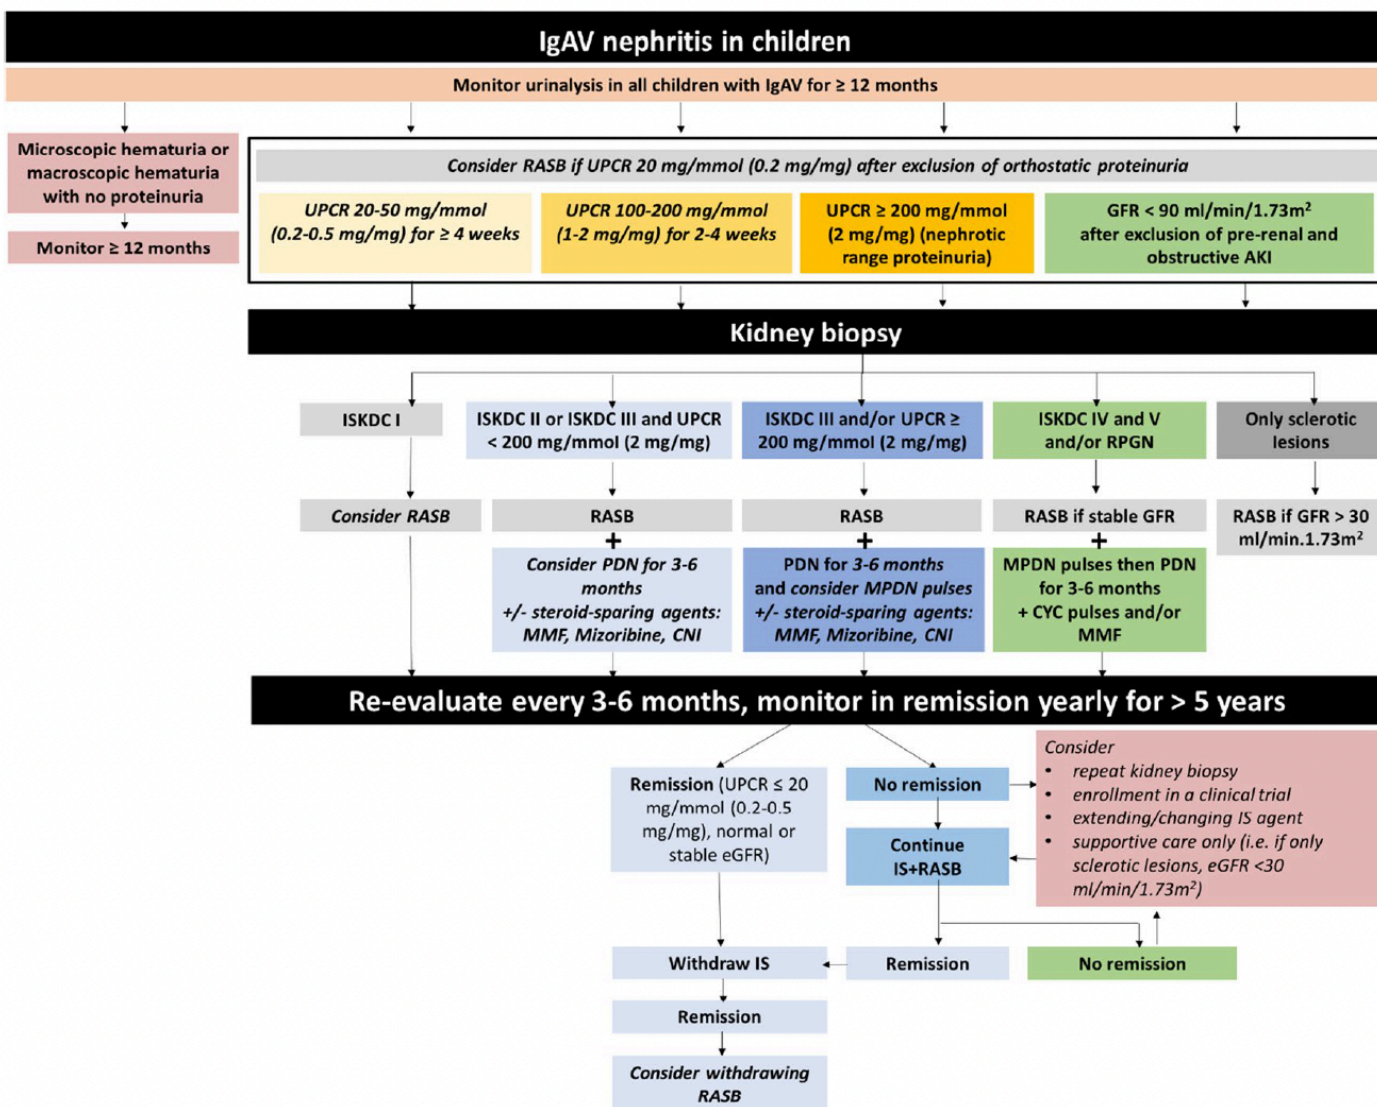 IgAV nephritis in children
Monitor urinalysis in all children with IgAV for ≥ 12 months
Microscopic hematuria or
macroscopic hematuria
with no proteinuria
Monitor ≥ 12 months
Consider RASB if UPCR 20 mg/mmol (0.2 mg/mg) after exclusion of orthostatic proteinuria
UPCR 20-50 mg/mmol
(0.2-0.5 mg/mg) for ≥ 4 weeks
UPCR 100-200 mg/mmol
(1-2 mg/mg) for 2-4 weeks
UPCR ≥ 200 mg/mmol
(2 mg/mg) (nephrotic
range proteinuria)
GFR < 90 ml/min/1.73m²
after exclusion of pre-renal and
obstructive AKI
Kidney biopsy
ISKDC I
ISKDC II or ISKDC III and UPCR
< 200 mg/mmol (2 mg/mg)
ISKDC III and/or UPCR ≥
200 mg/mmol (2 mg/mg)
ISKDC IV and V
and/or RPGN
Only sclerotic
lesions
Consider RASB
RASB
+
Consider PDN for 3-6
months
+/- steroid-sparing agents:
MMF, Mizoribine, CNI
RASB
+
PDN for 3-6 months
and consider MPDN pulses
+/- steroid-sparing agents:
MMF, Mizoribine, CNI
RASB if stable GFR
+
MPDN pulses then PDN
for 3-6 months
+ CYC pulses and/or
MMF
RASB if GFR > 30
ml/min.1.73m²
Re-evaluate every 3-6 months, monitor in remission yearly for > 5 years
Remission (UPCR ≤ 20
mg/mmol (0.2-0.5
mg/mg), normal or
stable eGFR)
No remission
Continue
IS+RASB
Consider
• repeat kidney biopsy
• enrollment in a clinical trial
• extending/changing IS agent
• supportive care only (i.e. if only
sclerotic lesions, eGFR <30
ml/min/1.73m²)
Withdraw IS
Remission
No remission
Remission
Consider withdrawing
RASB